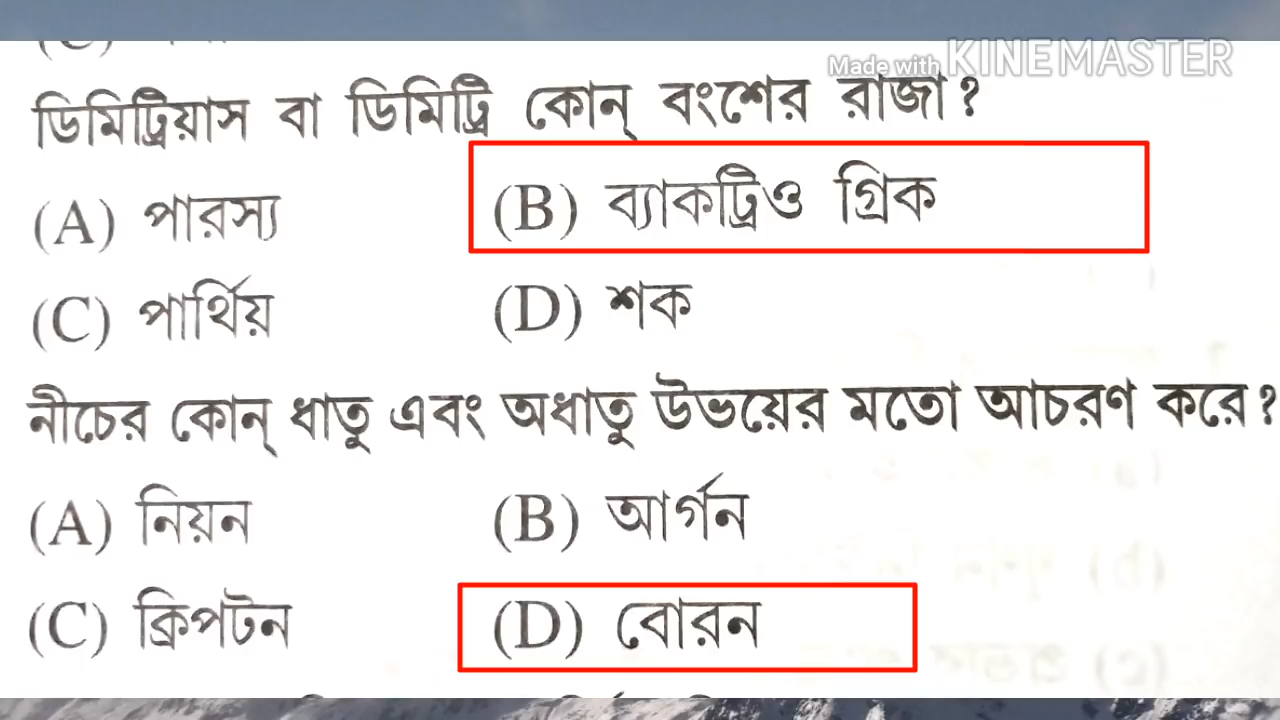 Made with KINEMASTER
ডিমিট্রিয়াস বা ডিমিট্রি কোন্ বংশের রাজা?
(A) পারস্য (B) ব্যাকট্রিও গ্রিক
(C) পার্থিয় (D) শক
নীচের কোন্ ধাতু এবং অধাতু উভয়ের মতো আচরণ করে?
(A) নিয়ন (B) আর্গন
(C) ক্রিপটন (D) বোরন